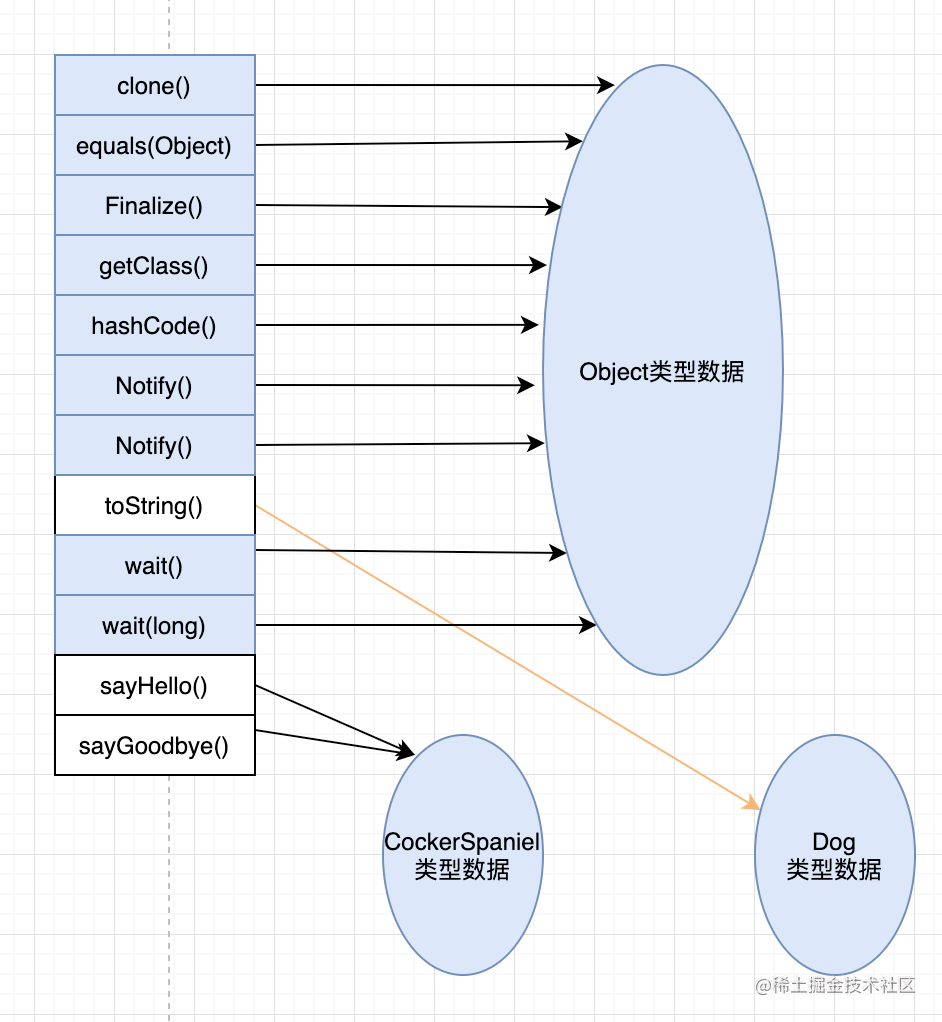 clone()
equals(Object)
Finalize()
getClass()
hashCode()
Notify()
Notify()
toString()
wait()
wait(long)
sayHello()
sayGoodbye()
Object类型数据
CockerSpaniel
类型数据
Dog
类型数据
@稀土掘金技术社区